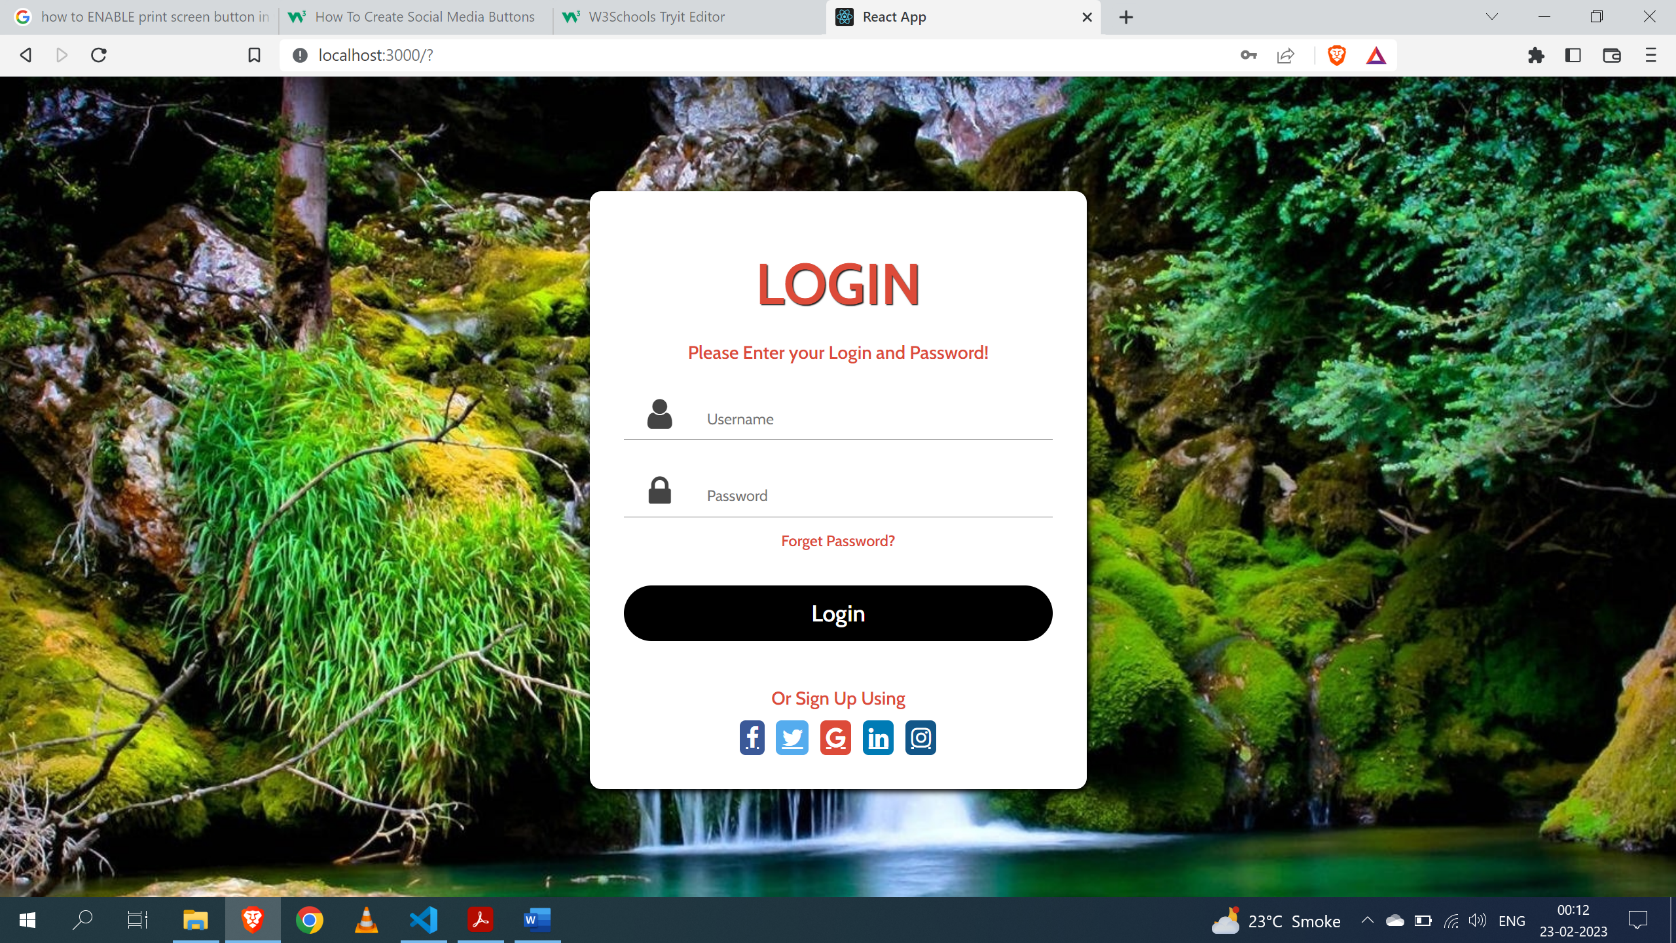 how to ENABLE print screen button in
How To Create Social Media Buttons
W3Schools Tryit Editor
React App
localhost:3000/?
LOGIN
Please Enter your Login and Password!
Username
Password
Forget Password?
Login
Or Sign Up Using
23°C Smoke
ENG
00:12
23-02-2023